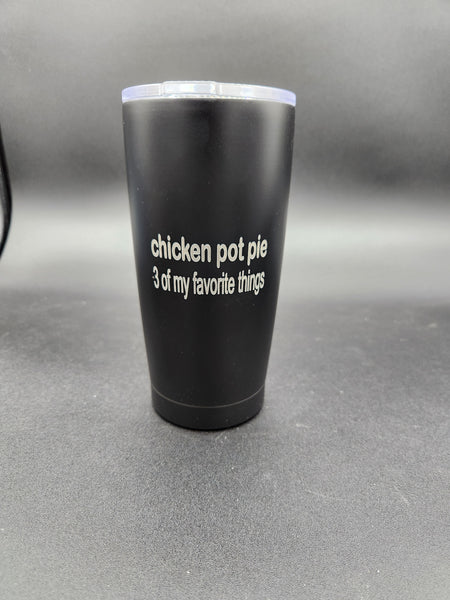 chicken pot pie
3 of my favorite things